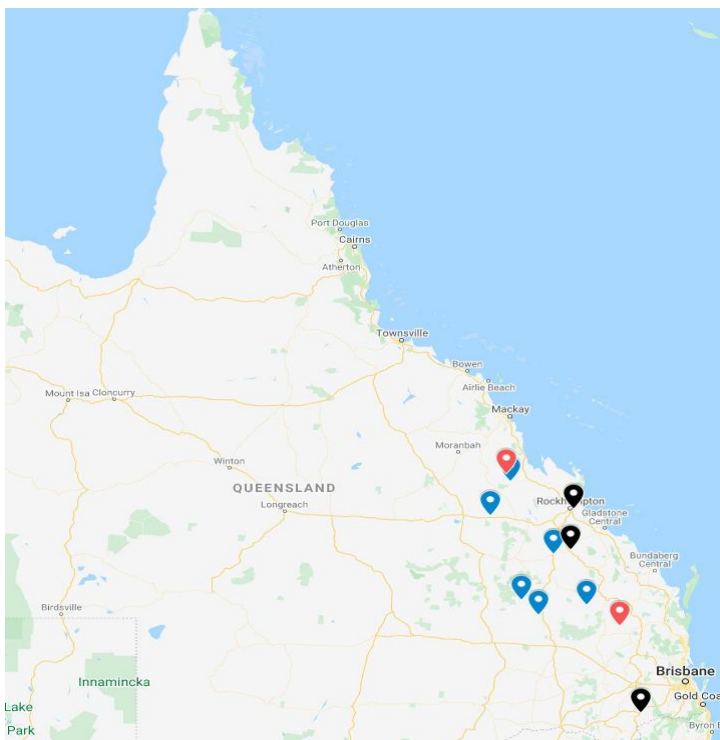 Port Douglas
Cairns
Atherton
Townsville
Bowen
Airlie Beach
Mount Isa Cloncurry
Mackay
Moranbah
Winton
QUEENSLAND
Longreach
Rockhampton
Gladstone
Central
Bundaberg
Central
Birdsville
Brisbane
Innamincka
Gold Coa
Lake
Park
Byron B